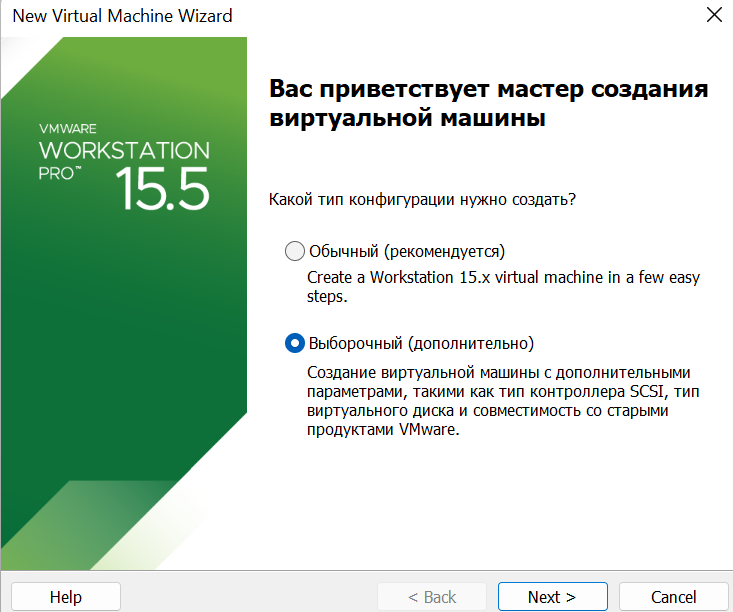 New Virtual Machine Wizard
VMWARE
WORKSTATION
PRO™
15.5
Вас приветствует мастер создания
виртуальной машины
Какой тип конфигурации нужно создать?
Обычный (рекомендуется)
Create a Workstation 15.x virtual machine in a few easy
steps.
Выборочный (дополнительно)
Создание виртуальной машины с дополнительными
параметрами, такими как тип контроллера SCSI, тип
виртуального диска и совместимость со старыми
продуктами VMware.
Help
< Back
Next >
Cancel